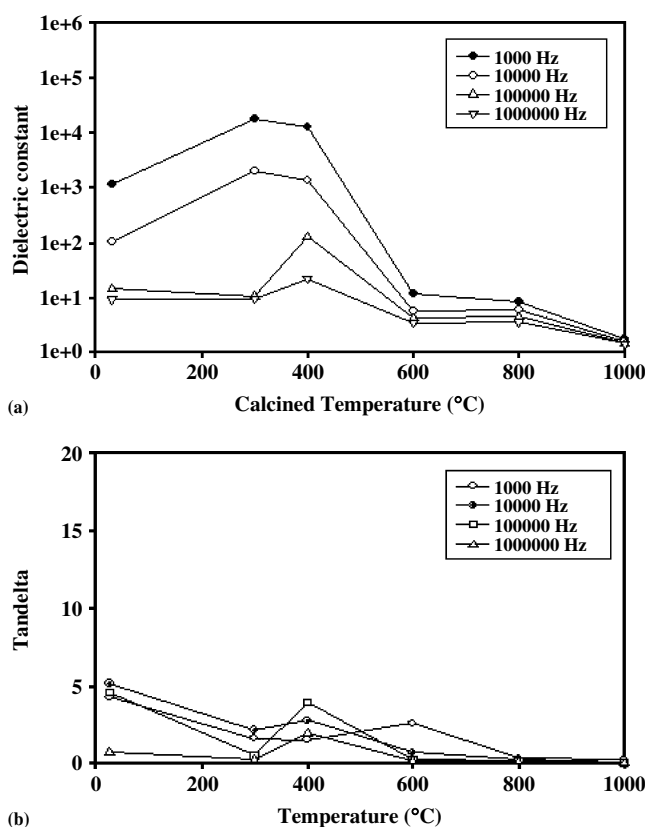 1e+6
1e+5
1e+4
1e+3
1e+2
1e+1
1e+0
Dielectric constant
1000 Hz
10000 Hz
100000 Hz
1000000 Hz
0 200 400 600 800 1000
Calcined Temperature (°C)
(a)
20
15
10
5
0
Tandelta
1000 Hz
10000 Hz
100000 Hz
1000000 Hz
0 200 400 600 800 1000
Temperature (°C)
(b)